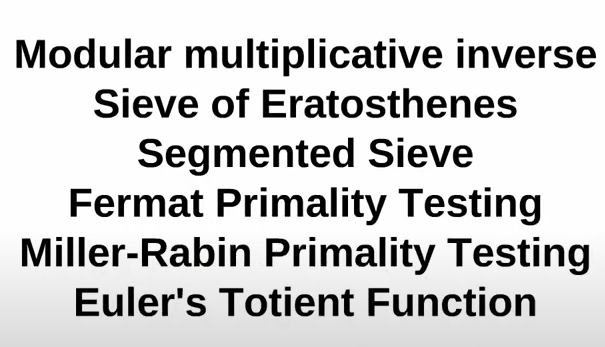 Modular multiplicative inverse
Sieve of Eratosthenes
Segmented Sieve
Fermat Primality Testing
Miller-Rabin Primality Testing
Euler's Totient Function